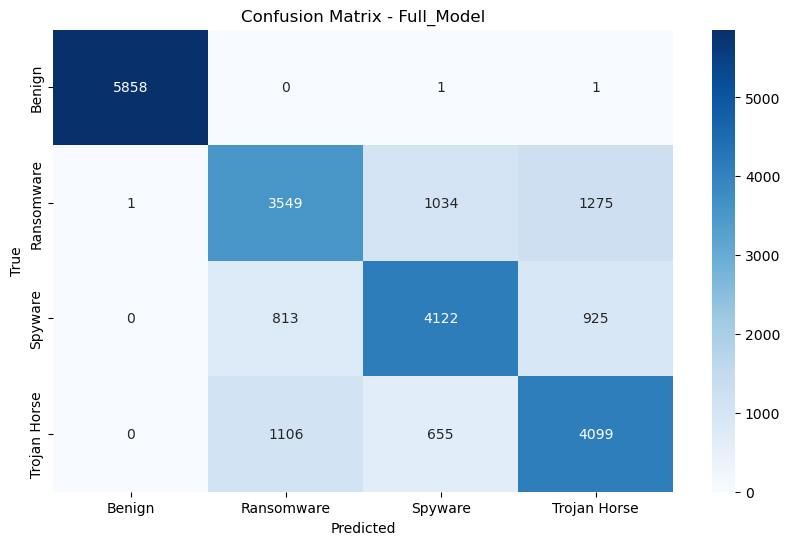 Confusion Matrix - Full_Model
True
Benign
5858 0 1 1
Ransomware
1 3549 1034 1275
Spyware
0 813 4122 925
Trojan Horse
0 1106 655 4099
Benign Ransomware Spyware Trojan Horse
Predicted
5000
4000
3000
2000
1000
0